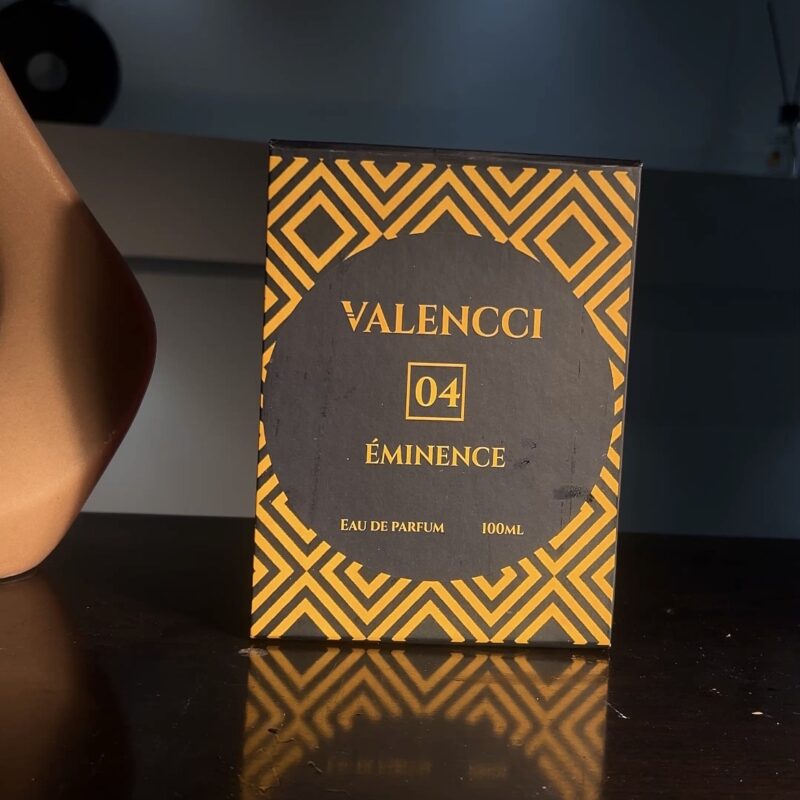 VALENCCI
04
ÉMINENCE
EAU DE PARFUM 100ML